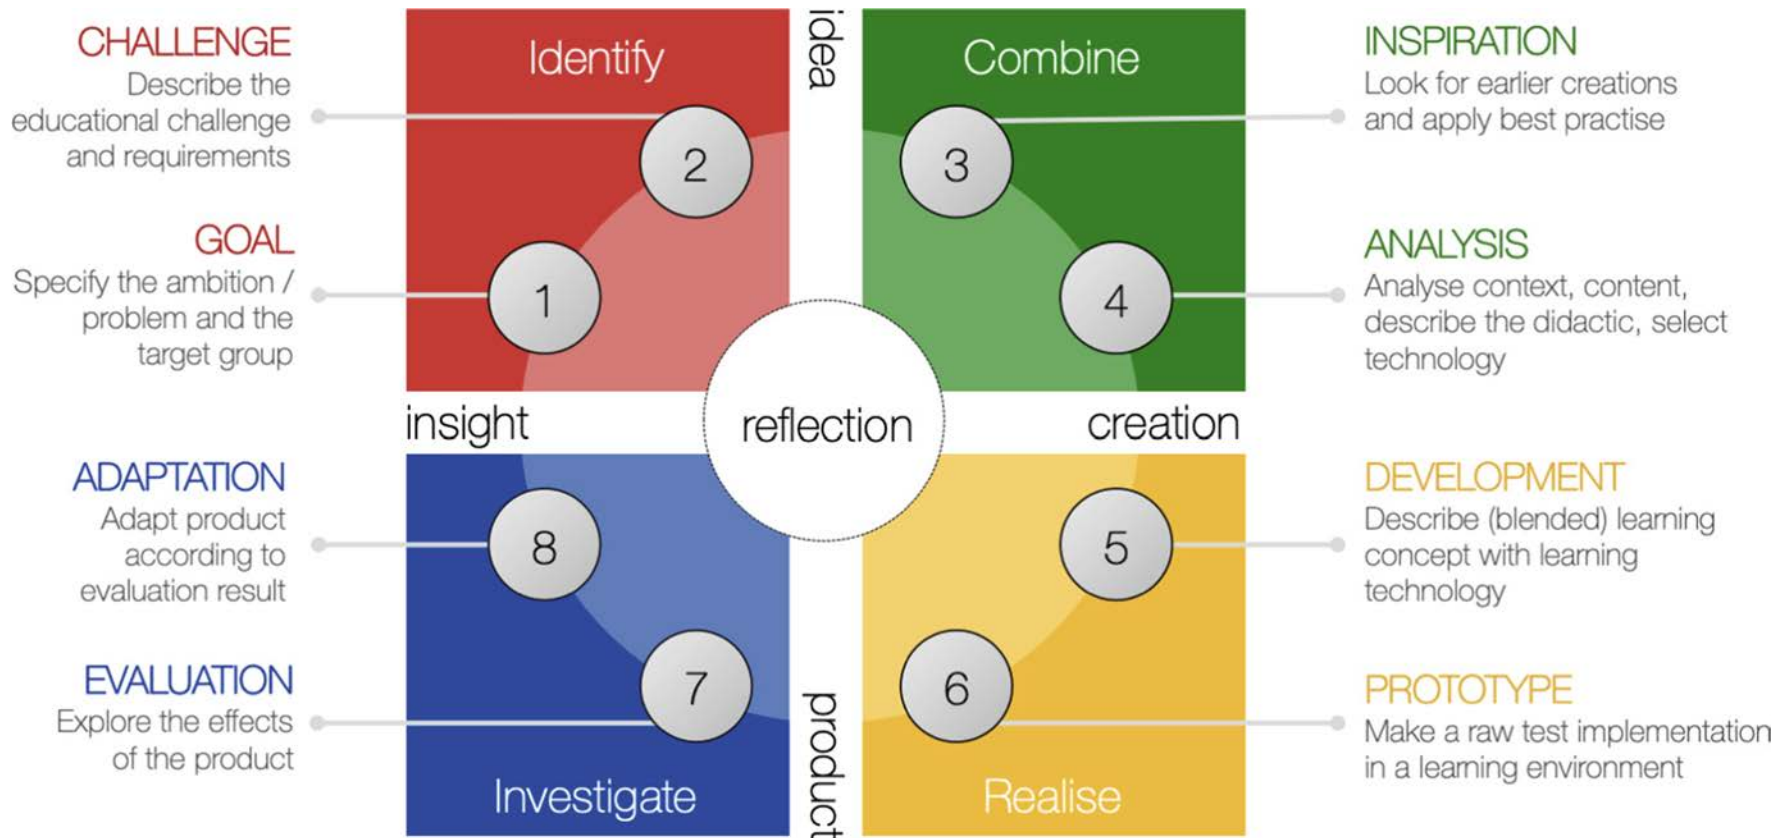 CHALLENGE
Describe the
educational challenge
and requirements
GOAL
Specify the ambition /
problem and the
target group
Identify
2
1
idea
Combine
3
4
INSPIRATION
Look for earlier creations
and apply best practise
ANALYSIS
Analyse context, content,
describe the didactic, select
technology
insight
reflection
creation
ADAPTATION
Adapt product
according to
evaluation result
EVALUATION
Explore the effects
of the product
8
7
Investigate
product
5
6
Realise
DEVELOPMENT
Describe (blended) learning
concept with learning
technology
PROTOTYPE
Make a raw test implementation
in a learning environment